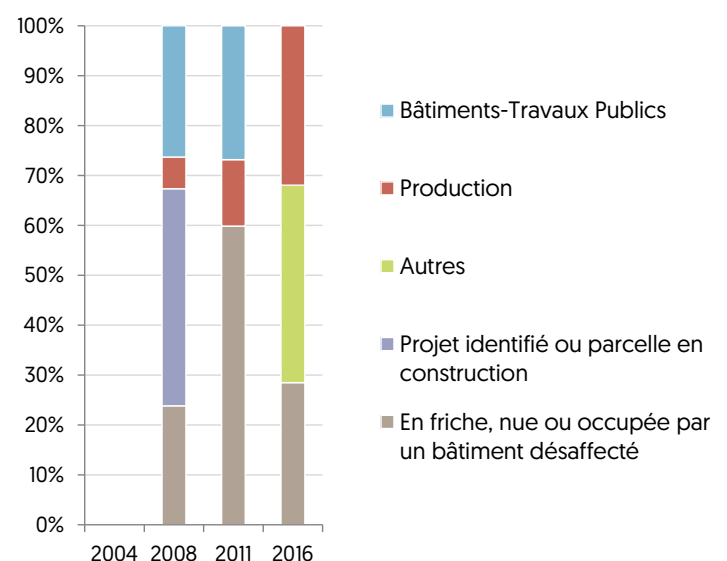 100%
90%
80%
70%
60%
50%
40%
30%
20%
10%
0%
2004 2008 2011 2016
Bâtiments-Travaux Publics
Production
Autres
Projet identifié ou parcelle en
construction
En friche, nue ou occupée par
un bâtiment désaffecté